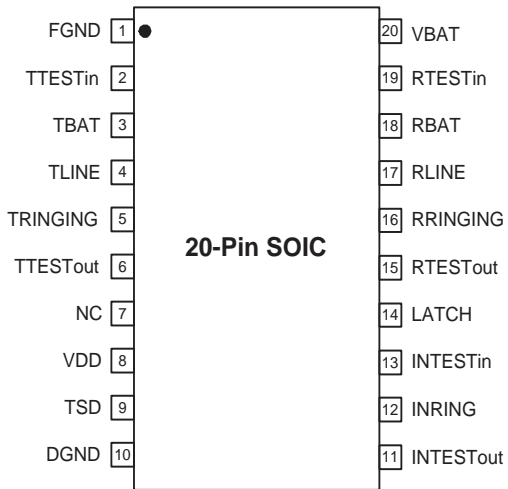 FGND 1 20 VBAT
TTESTin 2 19 RTESTin
TBAT 3 18 RBAT
TLINE 4 17 RLINE
TRINGING 5 16 RRINGING
20-Pin SOIC
TTESTout 6 15 RTESTout
NC 7 14 LATCH
VDD 8 13 INTESTin
TSD 9 12 INRING
DGND 10 11 INTESTout